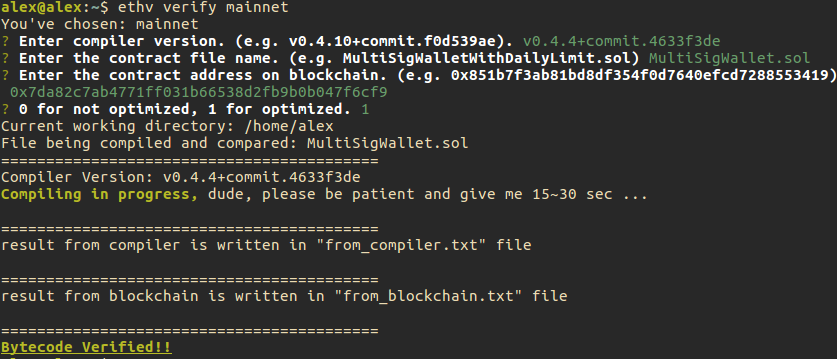 alex@alex:~$ ethv verify mainnet
You've chosen: mainnet
? Enter compiler version. (e.g. v0.4.10+commit.f0d539ae). v0.4.4+commit.4633f3de
? Enter the contract file name. (e.g. MultiSigWalletWithDailyLimit.sol) MultiSigWallet.sol
? Enter the contract address on blockchain. (e.g. 0x851b7f3ab81bd8df354f0d7640efcd7288553419)
0x7da82c7ab4771ff031b66538d2fb9b0b047f6cf9
? 0 for not optimized, 1 for optimized. 1
Current working directory: /home/alex
File being compiled and compared: MultiSigWallet.sol
==========================================
Compiler Version: v0.4.4+commit.4633f3de
Compiling in progress, dude, please be patient and give me 15~30 sec ...
==========================================
result from compiler is written in "from_compiler.txt" file
==========================================
result from blockchain is written in "from_blockchain.txt" file
==========================================
Bytecode Verified!!